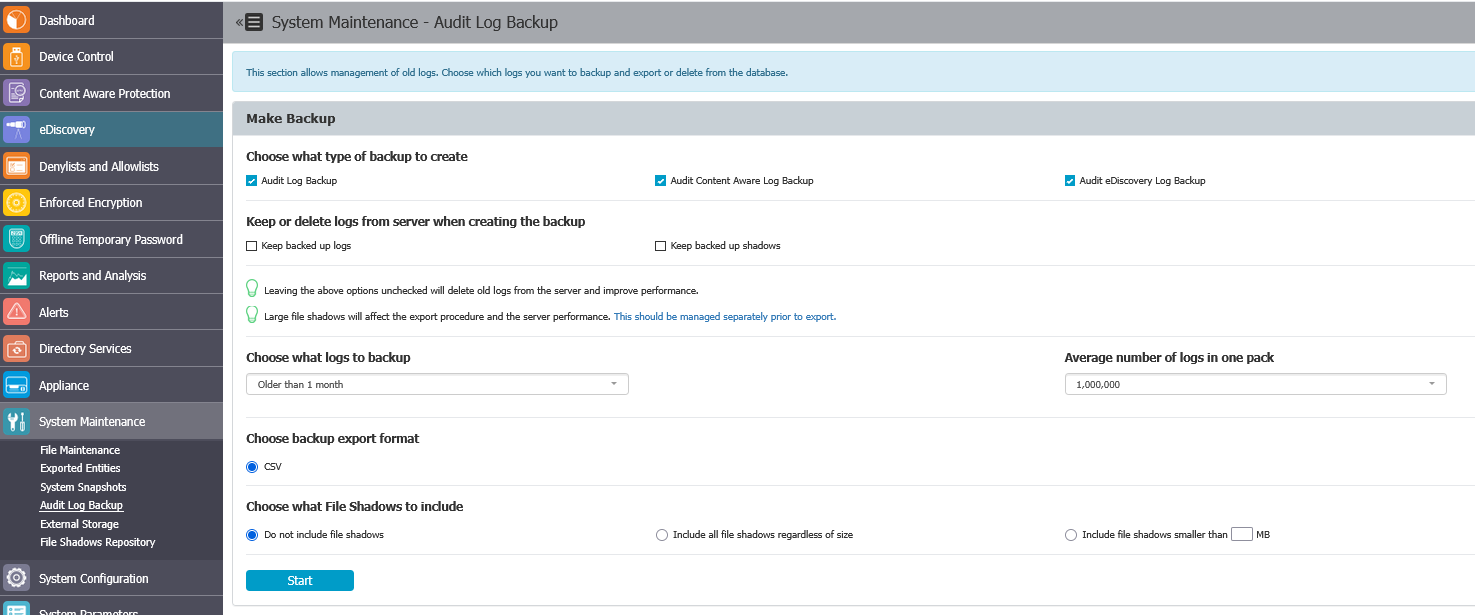 Dashboard
Device Control
Content Aware Protection
eDiscovery
Denylists and Allowlists
Enforced Encryption
Offline Temporary Password
Reports and Analysis
Alerts
Directory Services
Appliance
System Maintenance
File Maintenance
Exported Entities
System Snapshots
Audit Log Backup
External Storage
File Shadows Repository
System Configuration
System Parameters
« System Maintenance - Audit Log Backup
This section allows management of old logs. Choose which logs you want to backup and export or delete from the database.
Make Backup
Choose what type of backup to create
Audit Log Backup
Audit Content Aware Log Backup
Audit eDiscovery Log Backup
Keep or delete logs from server when creating the backup
Keep backed up logs
Keep backed up shadows
Leaving the above options unchecked will delete old logs from the server and improve performance.
Large file shadows will affect the export procedure and the server performance. This should be managed separately prior to export.
Choose what logs to backup
Older than 1 month
Average number of logs in one pack
1,000,000
Choose backup export format
CSV
Choose what File Shadows to include
Do not include file shadows
Include all file shadows regardless of size
Include file shadows smaller than MB
Start